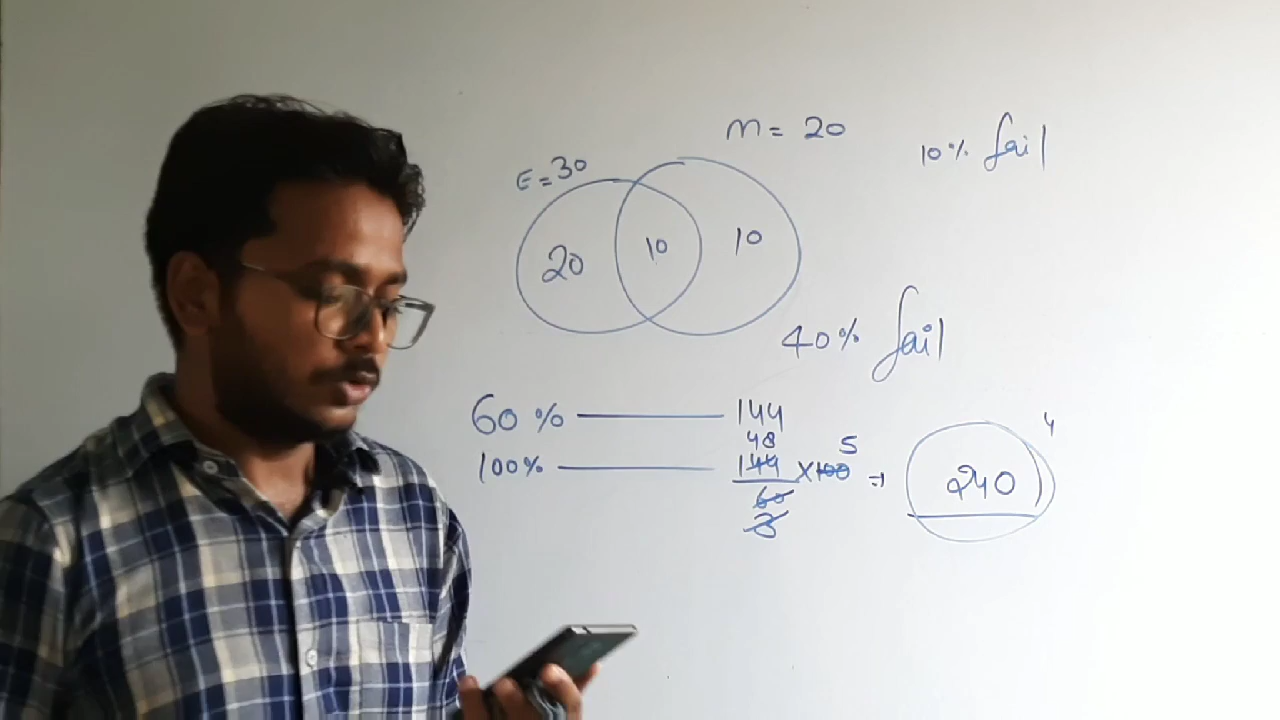 M = 20
10% fail
E = 30
20 10 10
40% fail
60% — 144
48 5
100% — 144 × 100 = 240
60
3
4